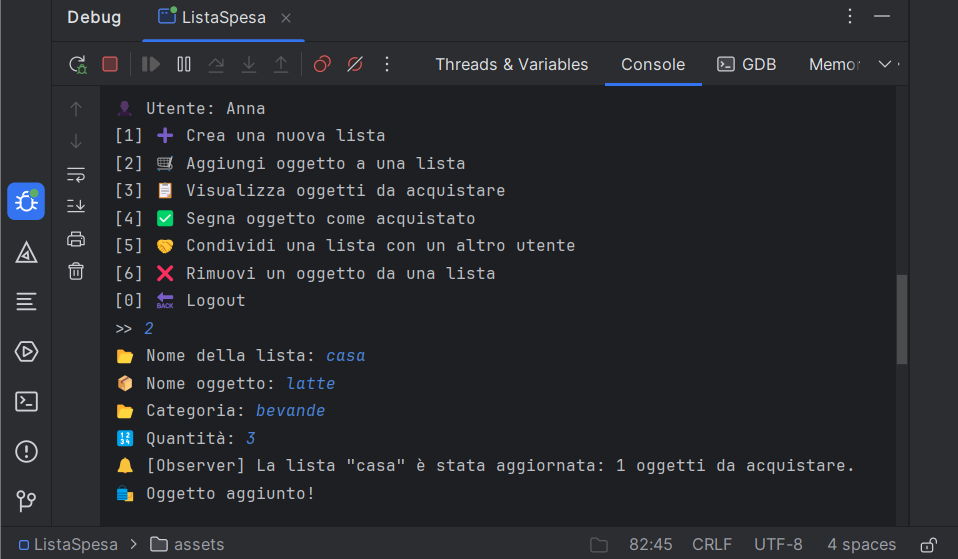 Debug ListaSpesa
Threads & Variables Console GDB Memor
Utente: Anna
[1] ➕ Crea una nuova lista
[2] 🛒 Aggiungi oggetto a una lista
[3] 📋 Visualizza oggetti da acquistare
[4] ✅ Segna oggetto come acquistato
[5] 🤝 Condividi una lista con un altro utente
[6] ❌ Rimuovi un oggetto da una lista
[0] 🔙 Logout
>> 2
Nome della lista: casa
Nome oggetto: latte
Categoria: bevande
Quantità: 3
[Observer] La lista "casa" è stata aggiornata: 1 oggetti da acquistare.
Oggetto aggiunto!
ListaSpesa > assets 82:45 CRLF UTF-8 4 spaces